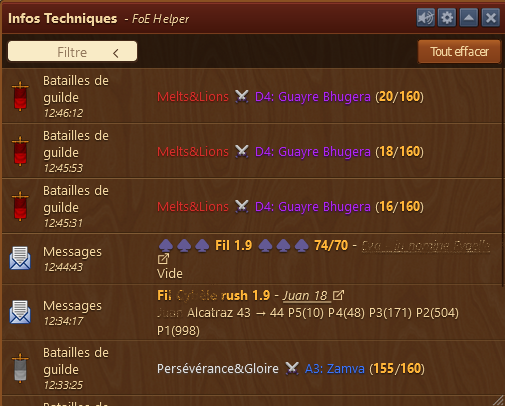 Infos Techniques - FoE Helper
Filtre
Tout effacer
Batailles de
guilde
12:46:12
Melts&Lions D4: Guayre Bhugera (20/160)
Batailles de
guilde
12:45:53
Melts&Lions D4: Guayre Bhugera (18/160)
Batailles de
guilde
12:45:31
Melts&Lions D4: Guayre Bhugera (16/160)
Messages
12:44:43
Fil 1.9 74/70 -
Vide
Messages
12:34:17
Fil rush 1.9 - Juan 18
Alcatraz 43 → 44 P5(10) P4(48) P3(171) P2(504)
P1(998)
Batailles de
guilde
12:33:25
Persévérance&Gloire A3: Zamva (155/160)